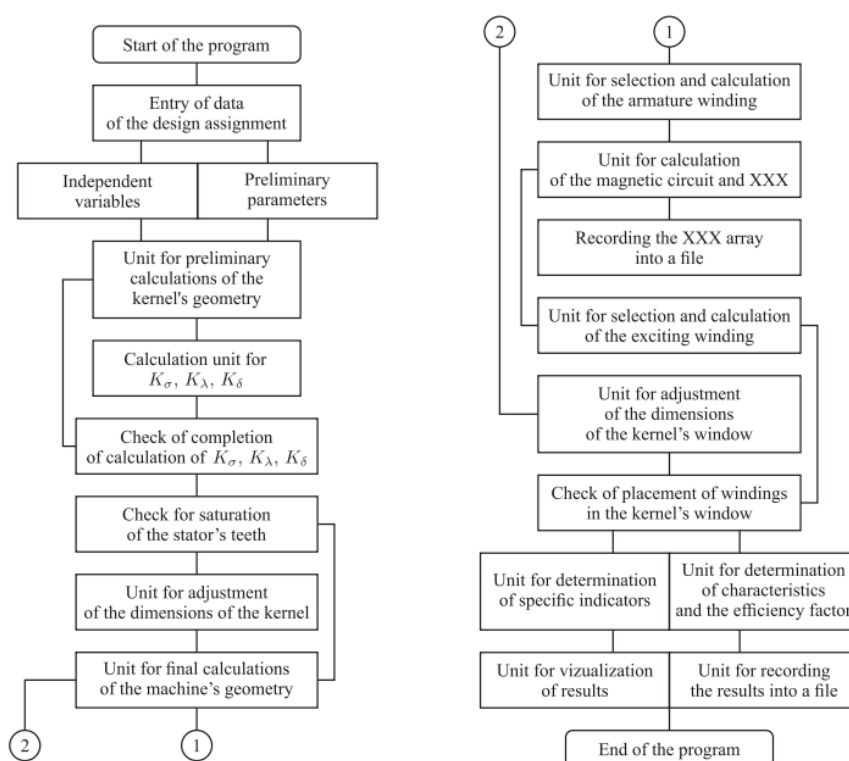 Start of the program
Entry of data
of the design assignment
Independent
variables
Preliminary
parameters
Unit for preliminary
calculations of the
kernel's geometry
Calculation unit for
K_σ, K_λ, K_δ
Check of completion
of calculation of K_σ, K_λ, K_δ
Check for saturation
of the stator's teeth
Unit for adjustment
of the dimensions of the kernel
Unit for final calculations
of the machine's geometry
2
1
2
1
Unit for selection and calculation
of the armature winding
Unit for calculation
of the magnetic circuit and XXX
Recording the XXX array
into a file
Unit for selection and calculation
of the exciting winding
Unit for adjustment
of the dimensions
of the kernel's window
Check of placement of windings
in the kernel's window
Unit for determination
of specific indicators
Unit for determination
of characteristics
and the efficiency factor
Unit for vizualization
of results
Unit for recording
the results into a file
End of the program